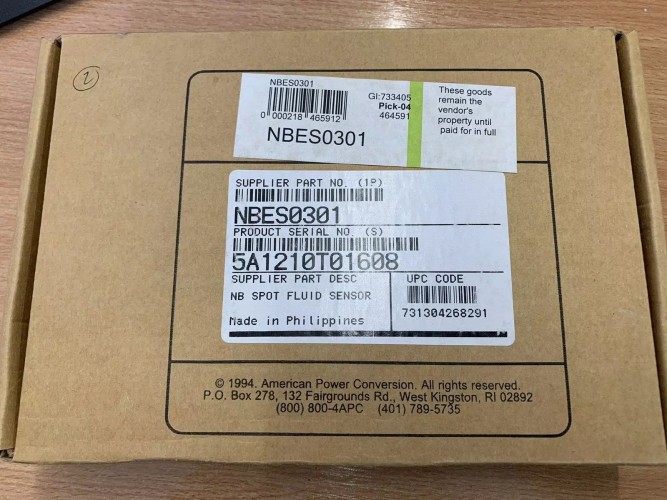 2
NBES0301
0 000218 465912
GI:733405
Pick-04
464591
NBES0301
These goods
remain the
vendor's
property until
paid for in full
SUPPLIER PART NO. (1P)
NBES0301
PRODUCT SERIAL NO. (S)
5A1210T01608
SUPPLIER PART DESC
NB SPOT FLUID SENSOR
Made in Philippines
UPC CODE
731304268291
© 1994. American Power Conversion. All rights reserved.
P.O. Box 278, 132 Fairgrounds Rd., West Kingston, RI 02892
(800) 800-4APC (401) 789-5735